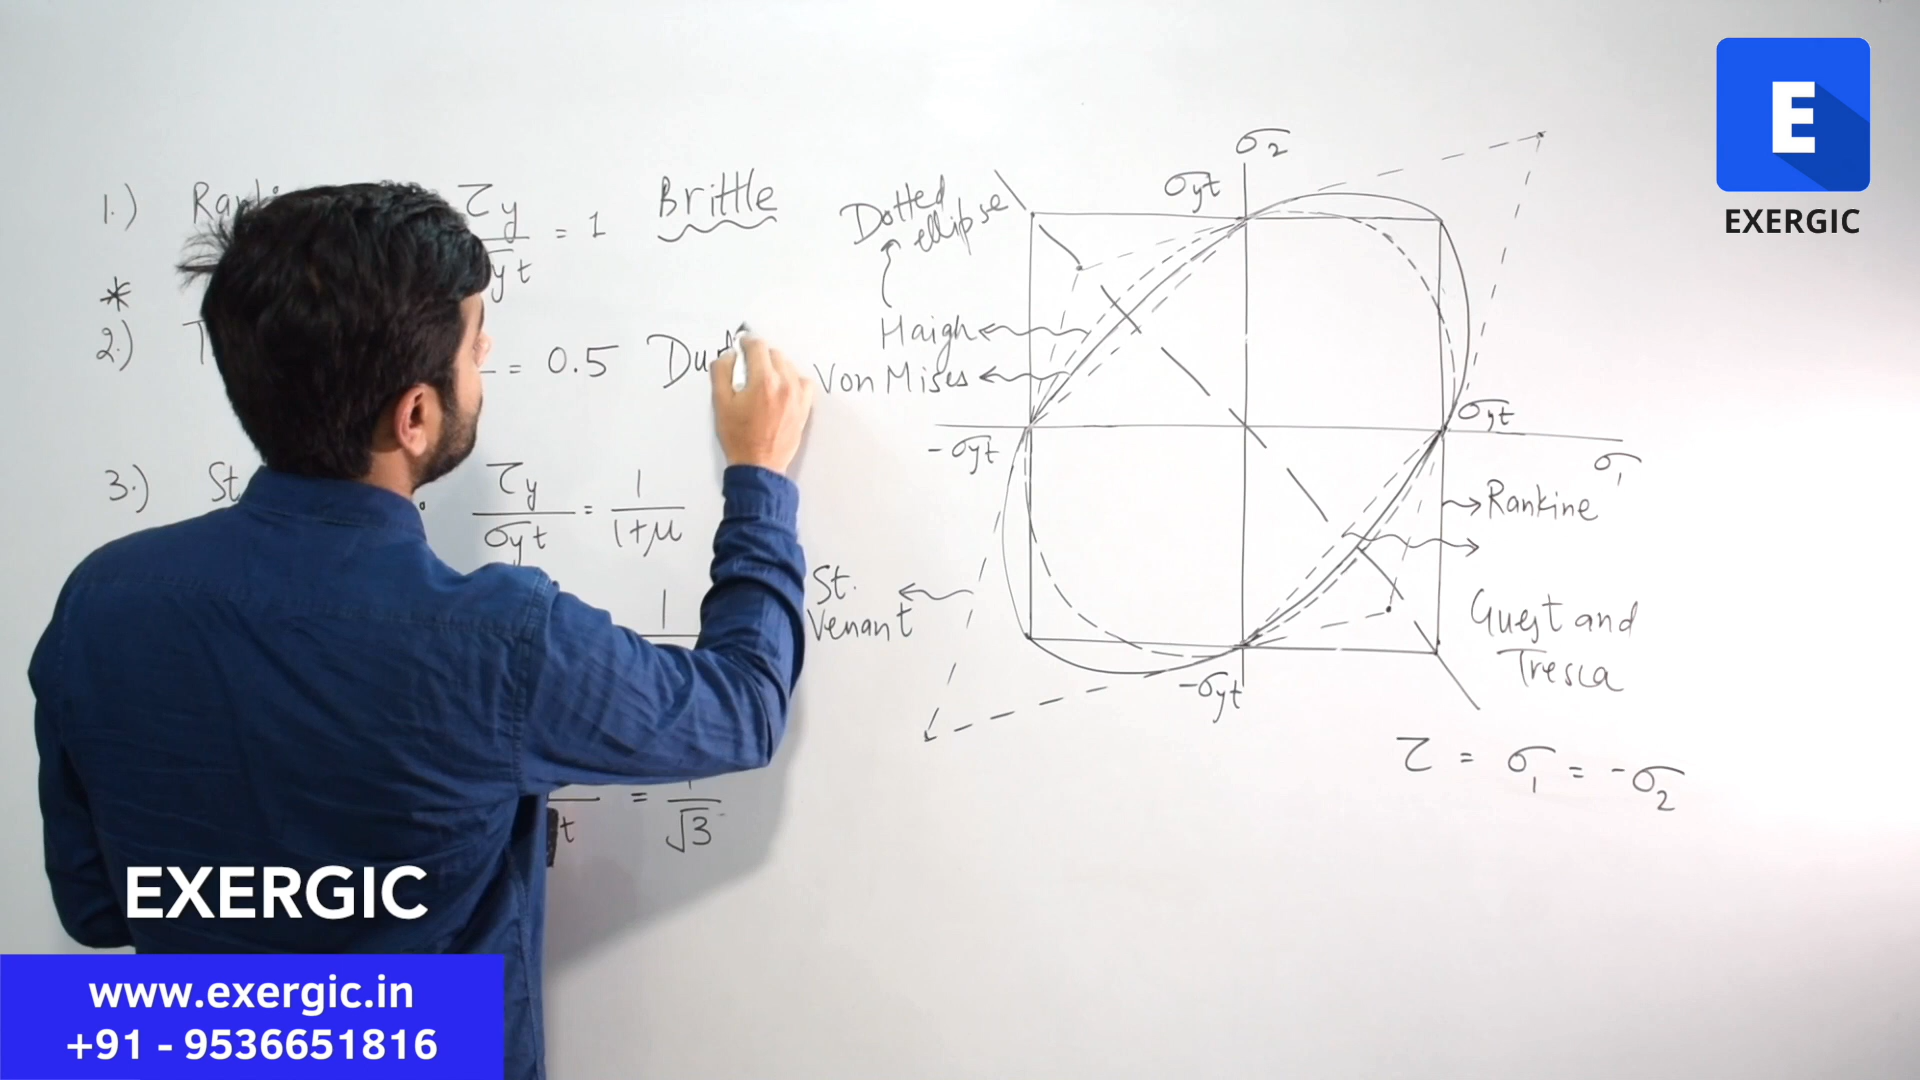 1.)
τy
σyt
= 1
Brittle
*
2.)
= 0.5
3.)
St.
τy
σyt
=
1
1+μ
1
t
=
1
√3
Dotted
ellipse
Haigh
Von Mises
St.
Venant
σ2
σyt
σyt
-σyt
-σyt
σ1
Rankine
Guest and
Tresca
τ = σ1 = -σ2
E
EXERGIC
EXERGIC
www.exergic.in
+91 - 9536651816